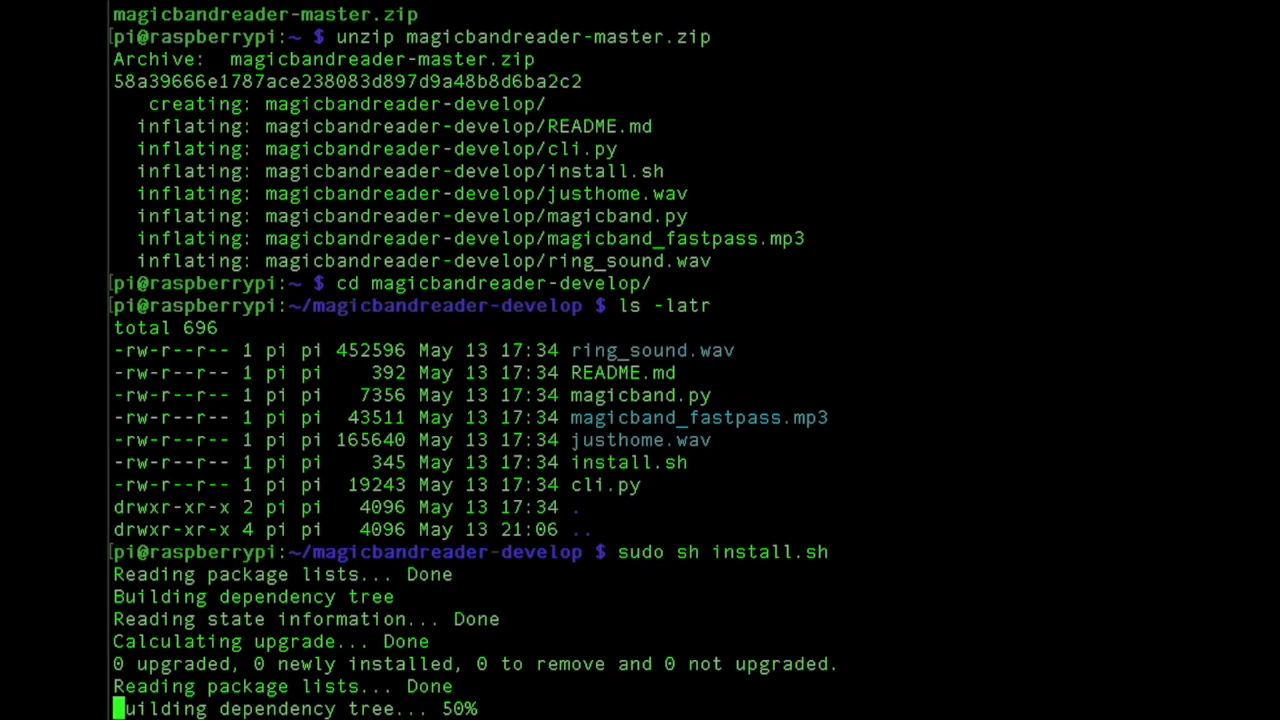 magicbandreader-master.zip
[pi@raspberrypi:~ $ unzip magicbandreader-master.zip
Archive:  magicbandreader-master.zip
58a39666e1787ace238083d897d9a48b8d6ba2c2
   creating: magicbandreader-develop/
  inflating: magicbandreader-develop/README.md
  inflating: magicbandreader-develop/cli.py
  inflating: magicbandreader-develop/install.sh
  inflating: magicbandreader-develop/justhome.wav
  inflating: magicbandreader-develop/magicband.py
  inflating: magicbandreader-develop/magicband_fastpass.mp3
  inflating: magicbandreader-develop/ring_sound.wav
[pi@raspberrypi:~ $ cd magicbandreader-develop/
[pi@raspberrypi:~/magicbandreader-develop $ ls -latr
total 696
-rw-r--r-- 1 pi pi 452596 May 13 17:34 ring_sound.wav
-rw-r--r-- 1 pi pi    392 May 13 17:34 README.md
-rw-r--r-- 1 pi pi   7356 May 13 17:34 magicband.py
-rw-r--r-- 1 pi pi  43511 May 13 17:34 magicband_fastpass.mp3
-rw-r--r-- 1 pi pi 165640 May 13 17:34 justhome.wav
-rw-r--r-- 1 pi pi    345 May 13 17:34 install.sh
-rw-r--r-- 1 pi pi  19243 May 13 17:34 cli.py
drwxr-xr-x 2 pi pi   4096 May 13 17:34 .
drwxr-xr-x 4 pi pi   4096 May 13 21:06 ..
[pi@raspberrypi:~/magicbandreader-develop $ sudo sh install.sh
Reading package lists... Done
Building dependency tree
Reading state information... Done
Calculating upgrade... Done
0 upgraded, 0 newly installed, 0 to remove and 0 not upgraded.
Reading package lists... Done
uilding dependency tree... 50%